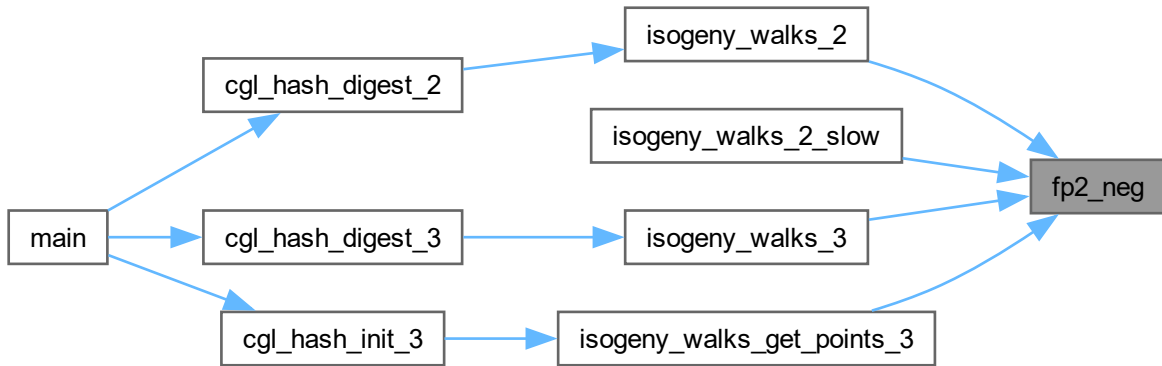 isogeny_walks_2
cgl_hash_digest_2
isogeny_walks_2_slow
fp2_neg
main
cgl_hash_digest_3
isogeny_walks_3
cgl_hash_init_3
isogeny_walks_get_points_3